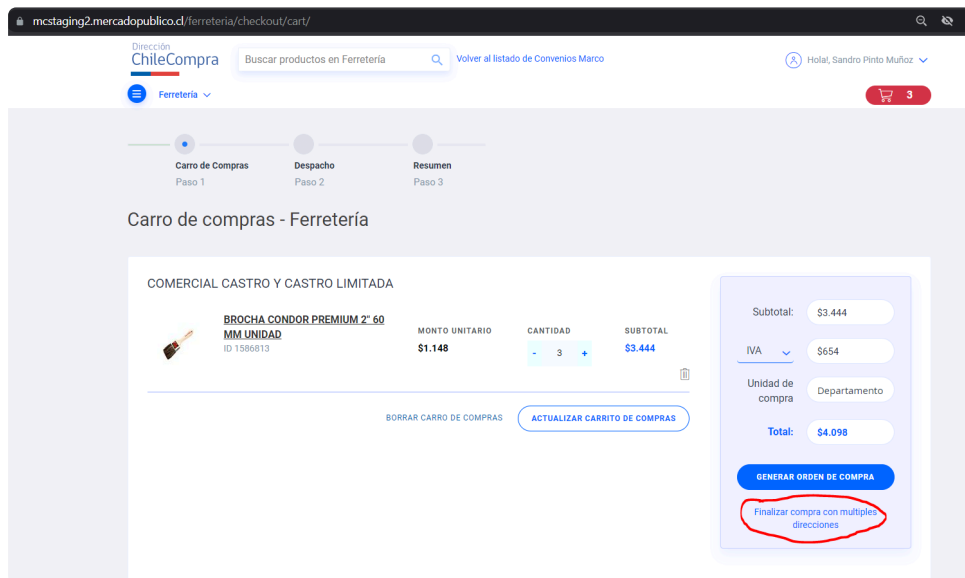 mcstaging2.mercadopublico.cl/ferreteria/checkout/cart/
Dirección
ChileCompra
Buscar productos en Ferretería
Volver al listado de Convenios Marco
Hola!, Sandro Pinto Muñoz
Ferretería
3
Carro de Compras
Paso 1
Despacho
Paso 2
Resumen
Paso 3
Carro de compras - Ferretería
COMERCIAL CASTRO Y CASTRO LIMITADA
BROCHA CONDOR PREMIUM 2" 60
MM UNIDAD
ID 1586813
MONTO UNITARIO
$1.148
CANTIDAD
- 3 +
SUBTOTAL
$3.444
BORRAR CARRO DE COMPRAS
ACTUALIZAR CARRITO DE COMPRAS
Subtotal: $3.444
IVA $654
Unidad de
compra
Departamento
Total: $4.098
GENERAR ORDEN DE COMPRA
Finalizar compra con multiples
direcciones